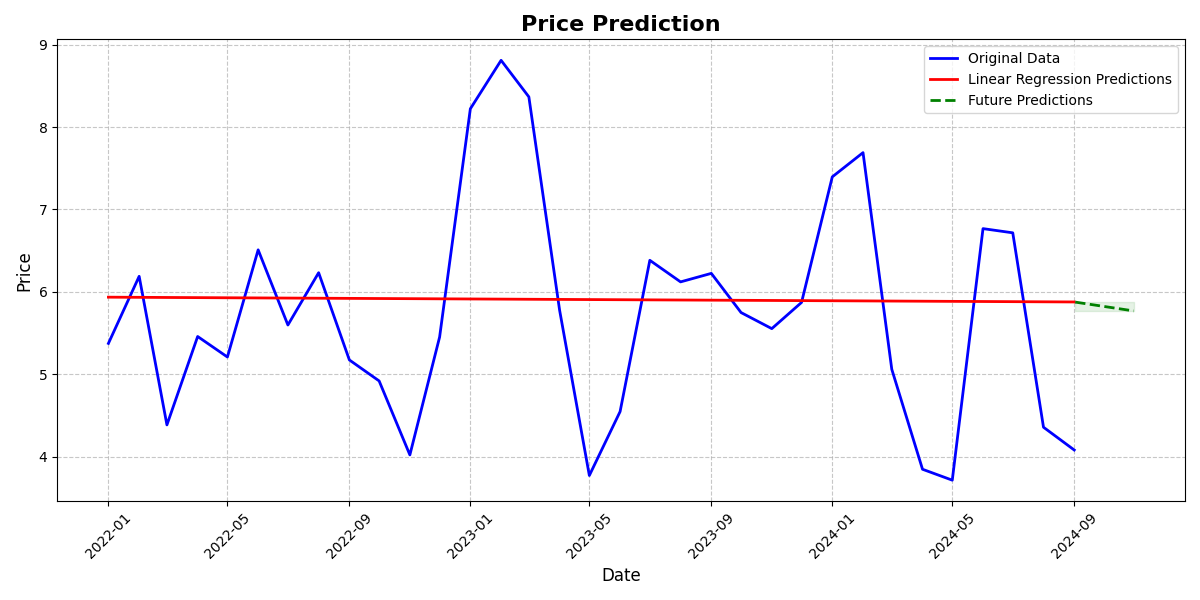 Price Prediction
Original Data
Linear Regression Predictions
Future Predictions
Price
9
8
7
6
5
4
2022-01
2022-05
2022-09
2023-01
2023-05
2023-09
2024-01
2024-05
2024-09
Date